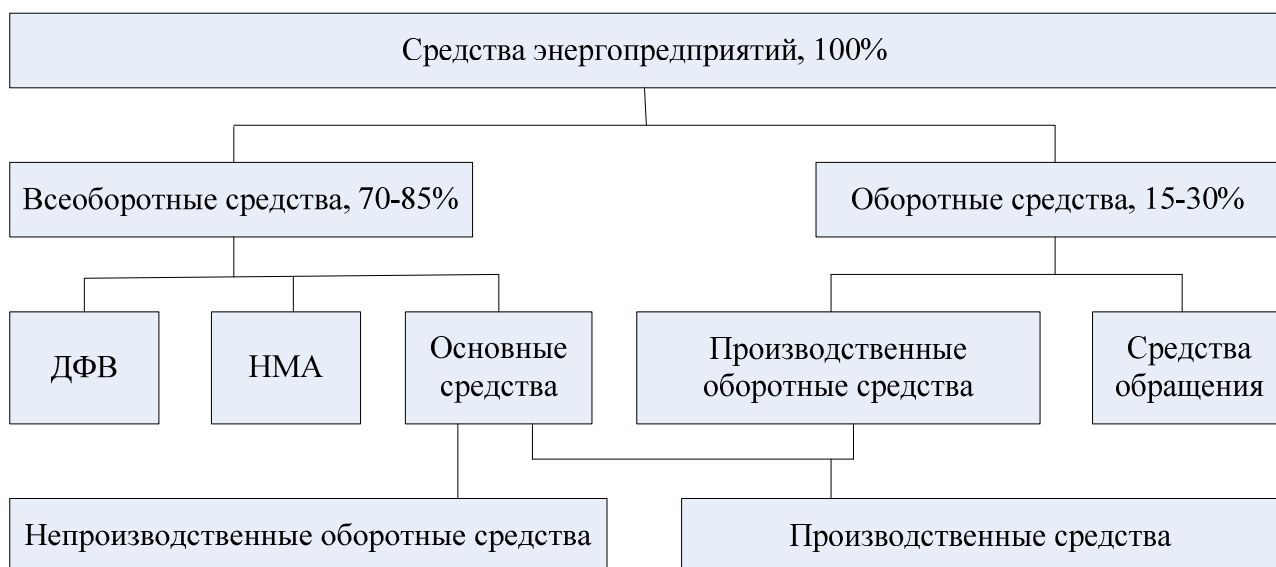 Средства энергопредприятий, 100%
Всеоборотные средства, 70-85%
Оборотные средства, 15-30%
ДФВ
НМА
Основные
средства
Производственные
оборотные средства
Средства
обращения
Непроизводственные оборотные средства
Производственные средства